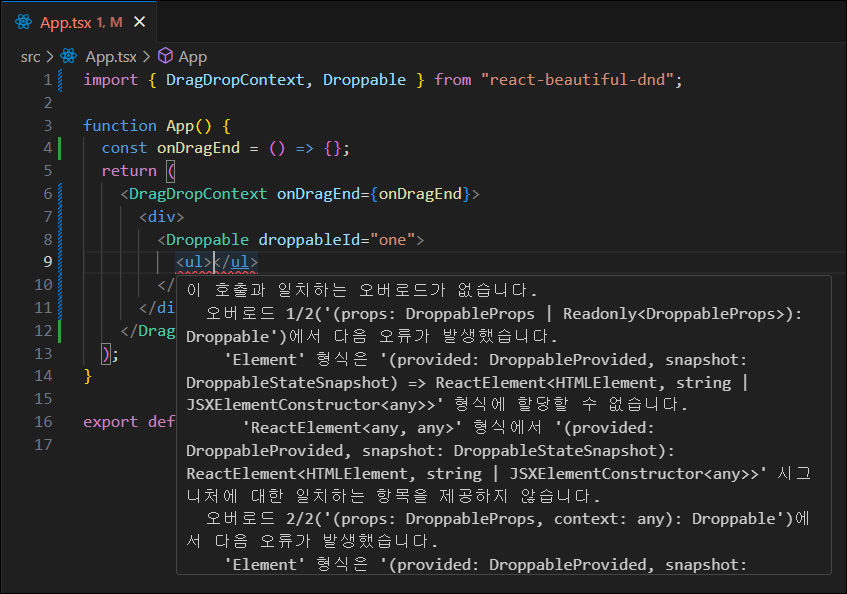 App.tsx 1, M
src > App.tsx > App
1 import { DragDropContext, Droppable } from "react-beautiful-dnd";
2
3 function App() {
4 const onDragEnd = () => {};
5 return (
6 <DragDropContext onDragEnd={onDragEnd}>
7 <div>
8 <Droppable droppableId="one">
9 <ul></ul>
10 </
11 </di
12 </Drag
13 );
14 }
15
16 export def
17
이 호출과 일치하는 오버로드가 없습니다.
오버로드 1/2('(props: DroppableProps | Readonly<DroppableProps>):
Droppable')에서 다음 오류가 발생했습니다.
'Element' 형식은 '(provided: DroppableProvided, snapshot:
DroppableStateSnapshot) => ReactElement<HTMLElement, string |
JSXElementConstructor<any>>' 형식에 할당할 수 없습니다.
'ReactElement<any, any>' 형식에서 '(provided:
DroppableProvided, snapshot: DroppableStateSnapshot):
ReactElement<HTMLElement, string | JSXElementConstructor<any>>' 시그
니처에 대한 일치하는 항목을 제공하지 않습니다.
오버로드 2/2('(props: DroppableProps, context: any): Droppable')에
서 다음 오류가 발생했습니다.
'Element' 형식은 '(provided: DroppableProvided, snapshot: